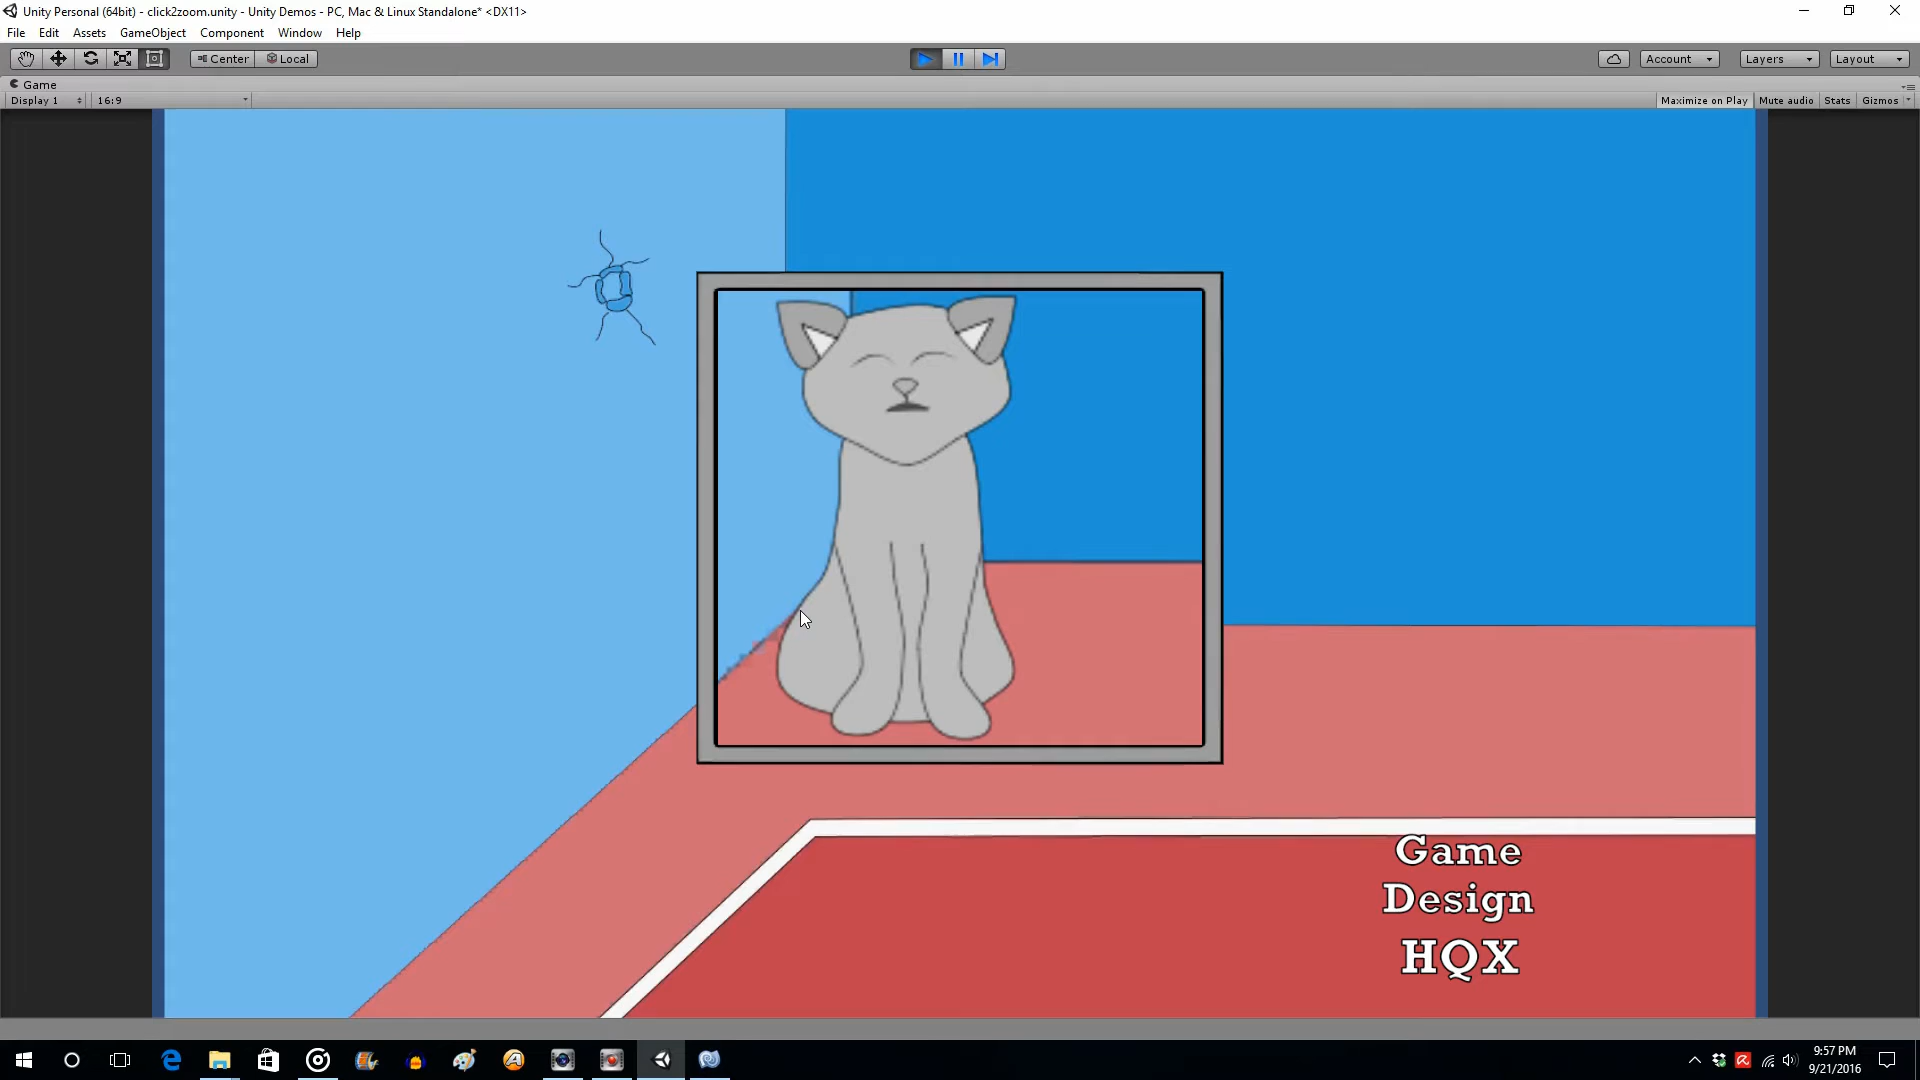 Unity Personal (64bit) - click2zoom.unity - Unity Demos - PC, Mac & Linux Standalone* <DX11>
File Edit Assets GameObject Component Window Help
Center Local Account Layers Layout
Game
Display 1 16:9 Maximize on Play Mute audio Stats Gizmos
Game
Design
HQX
9:57 PM
9/21/2016